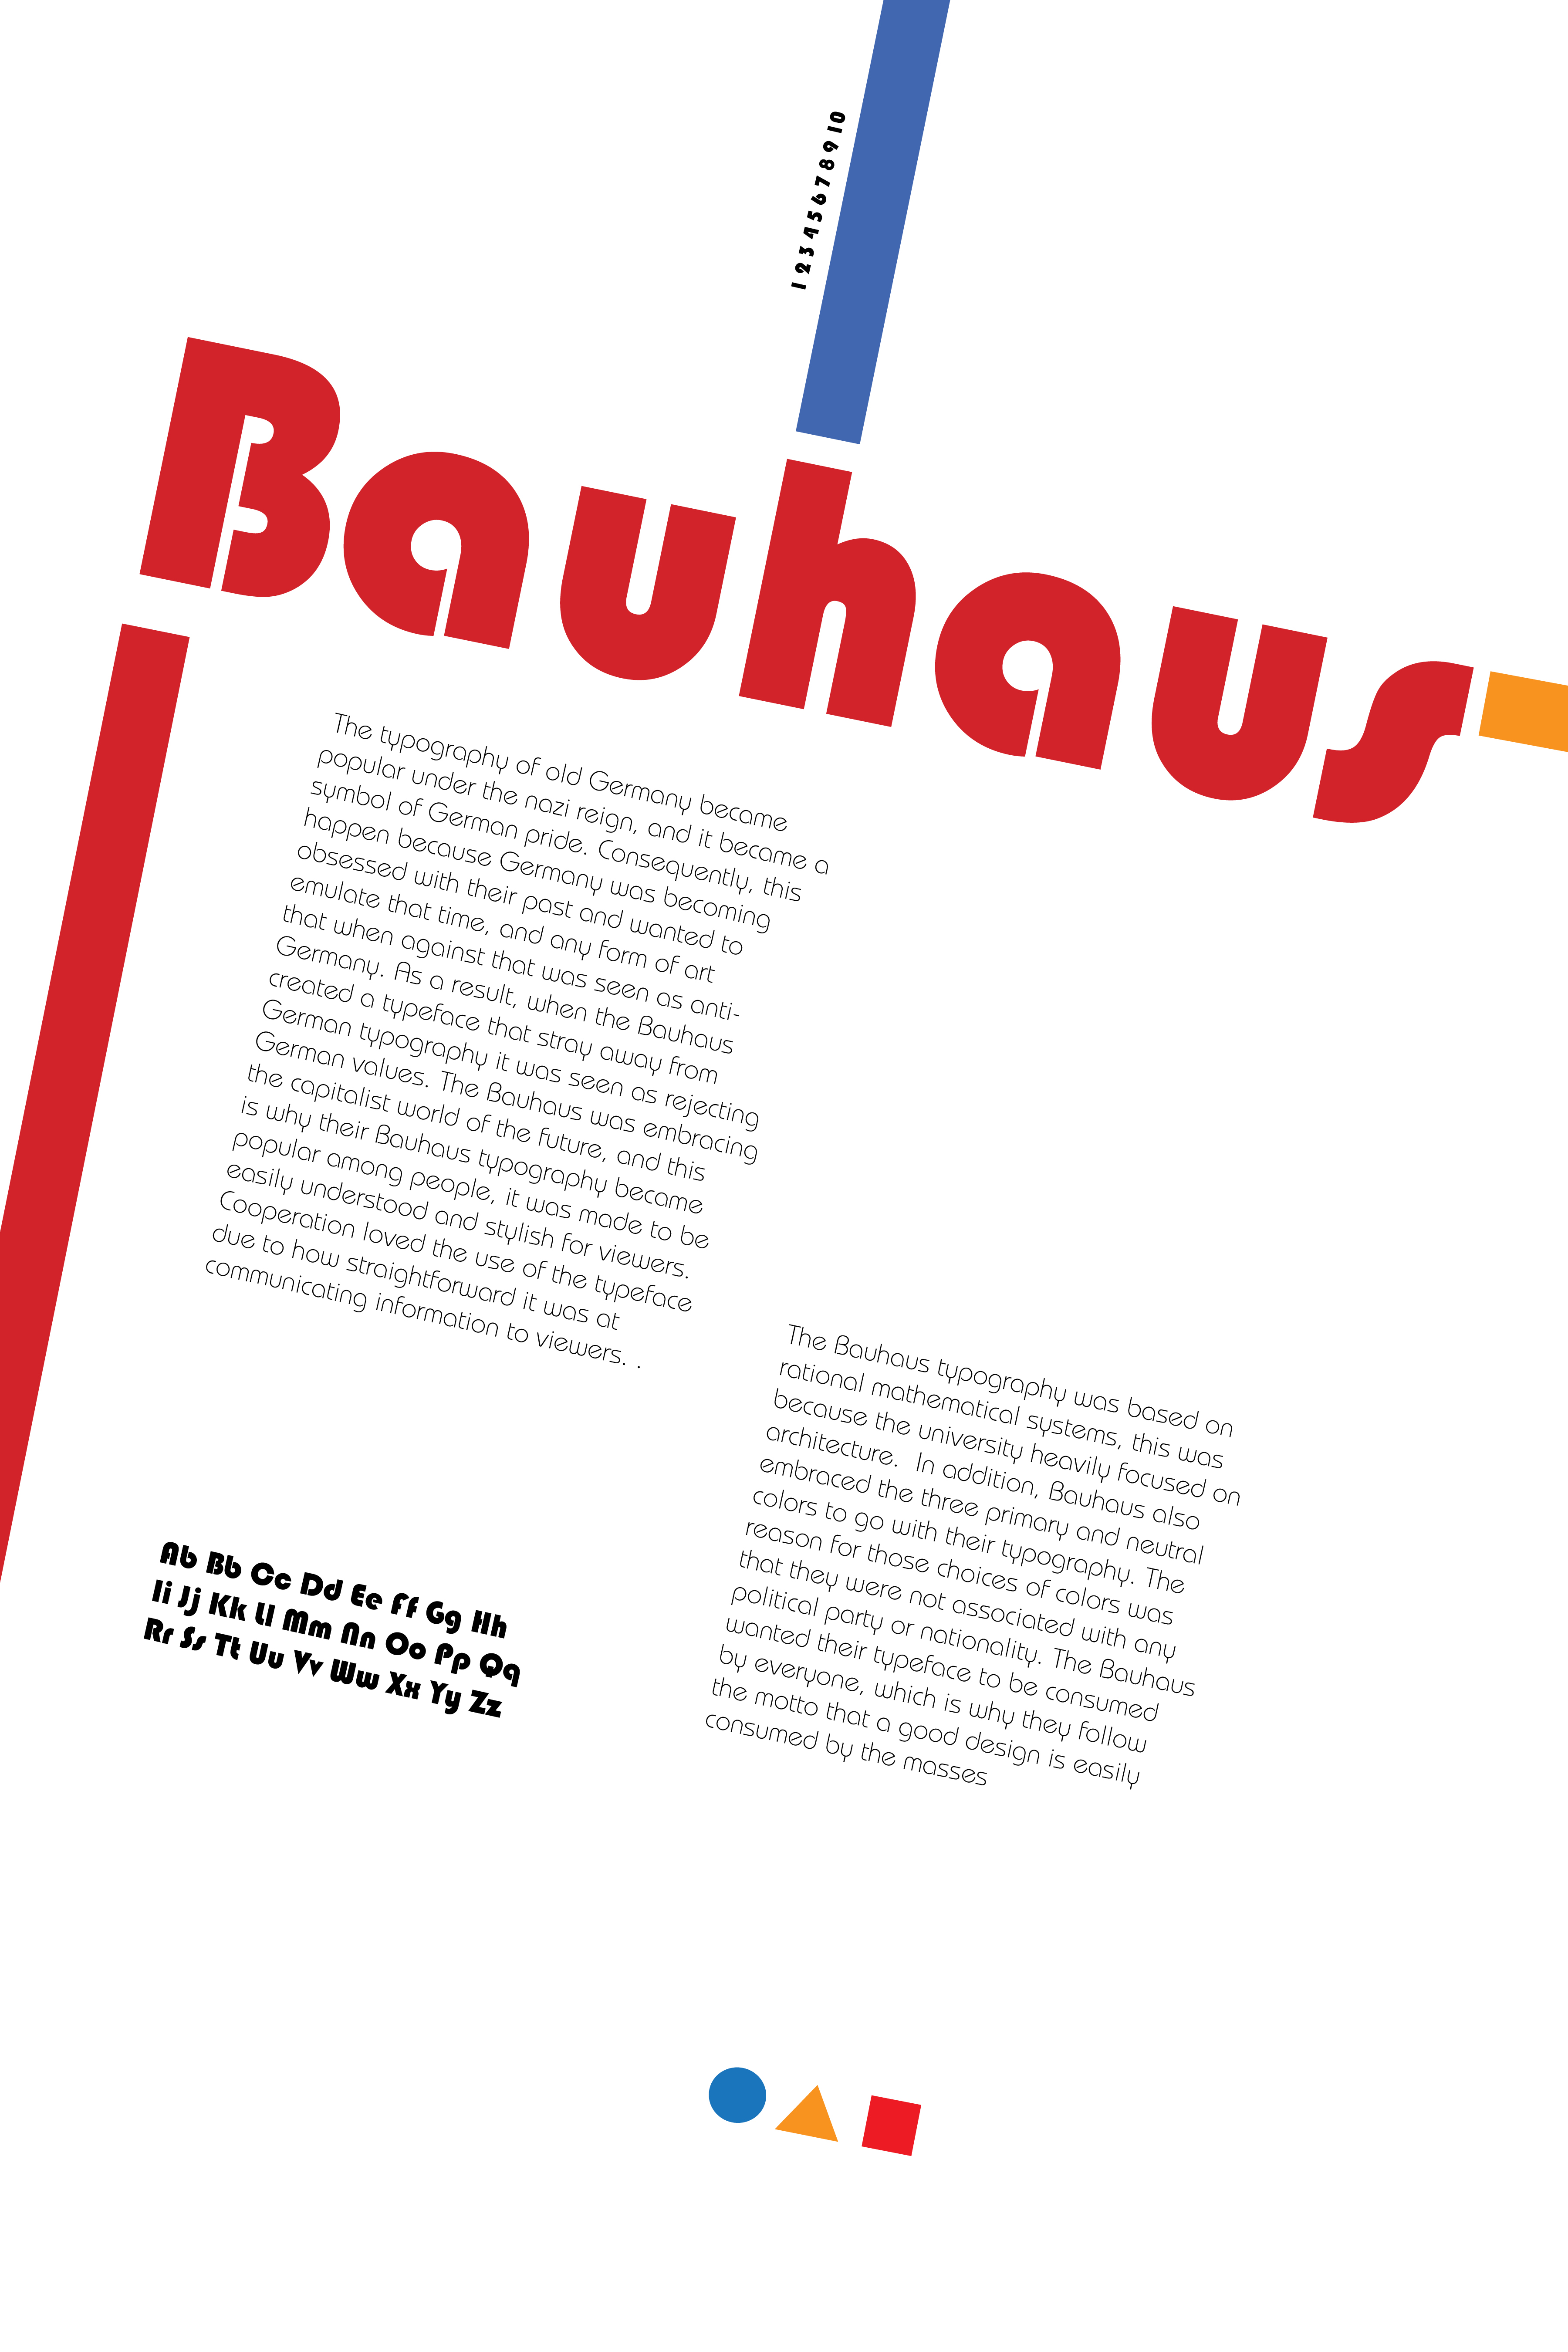 1 2 3 4 5 6 7 8 9 10
Bauhaus
The typography of old Germany became
popular under the nazi reign, and it became a
symbol of German pride. Consequently, this
happen because Germany was becoming
obsessed with their past and wanted to
emulate that time, and any form of art
that when against that was seen as anti-
Germany. As a result, when the Bauhaus
created a typeface that stray away from
German typography it was seen as rejecting
German values. The Bauhaus was embracing
the capitalist world of the future, and this
is why their Bauhaus typography became
popular among people, it was made to be
easily understood and stylish for viewers.
Cooperation loved the use of the typeface
due to how straightforward it was at
communicating information to viewers. .
The Bauhaus typography was based on
rational mathematical systems, this was
because the university heavily focused on
architecture.  In addition, Bauhaus also
embraced the three primary and neutral
colors to go with their typography. The
reason for those choices of colors was
that they were not associated with any
political party or nationality. The Bauhaus
wanted their typeface to be consumed
by everyone, which is why they follow
the motto that a good design is easily
consumed by the masses
Ab Bb Cc Dd Ee Ff Gg Hh
Ii Jj Kk Ll Mm Nn Oo Pp Qq
Rr Ss Tt Uu Vv Ww Xx Yy Zz